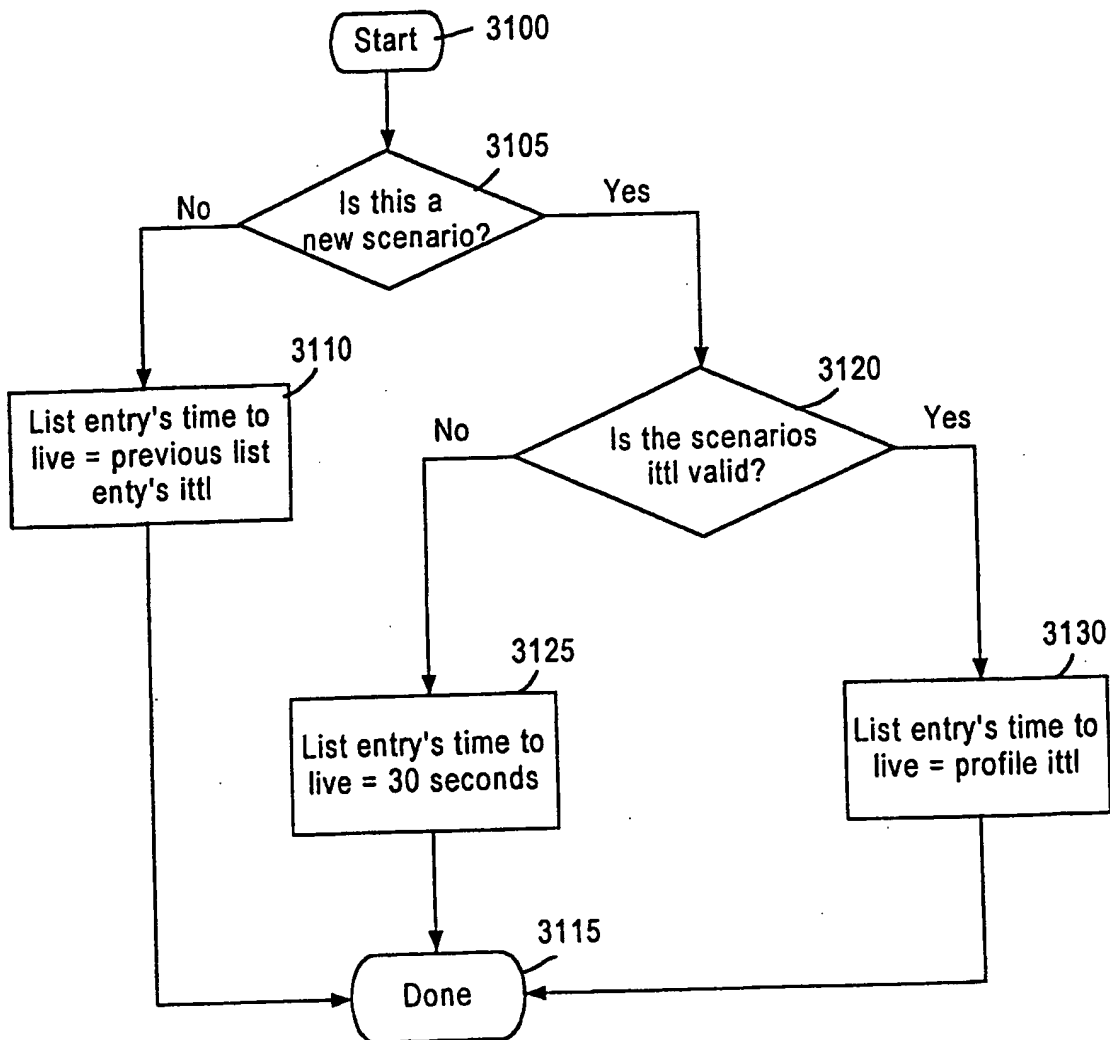 Start
3100
3105
Is this a
new scenario?
No
Yes
3110
List entry's time to
live = previous list
enty's ittl
3120
Is the scenarios
ittl valid?
No
Yes
3125
List entry's time to
live = 30 seconds
3130
List entry's time to
live = profile ittl
3115
Done